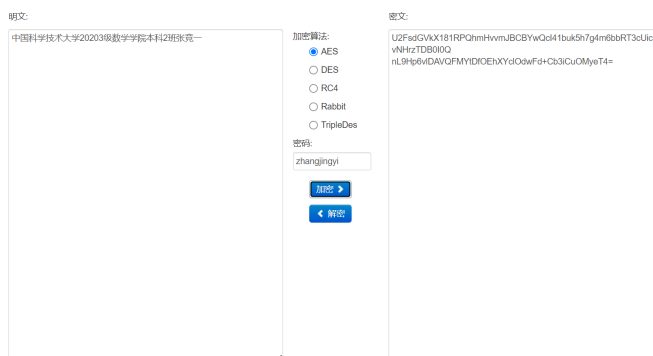 明文:
中国科学技术大学20203级数学学院本科2班张竞一
加密算法:
AES
DES
RC4
Rabbit
TripleDes
密码:
zhangjingyi
加密
解密
密文:
U2FsdGVkX181RPQhmHvvmJBCBYwQcl41buk5h7g4m6bbRT3cUic
vNHrzTDB0I0Q
nL9Hp6vlDAVQFMYtDfOEhXYclOdwFd+Cb3iCuOMyeT4=